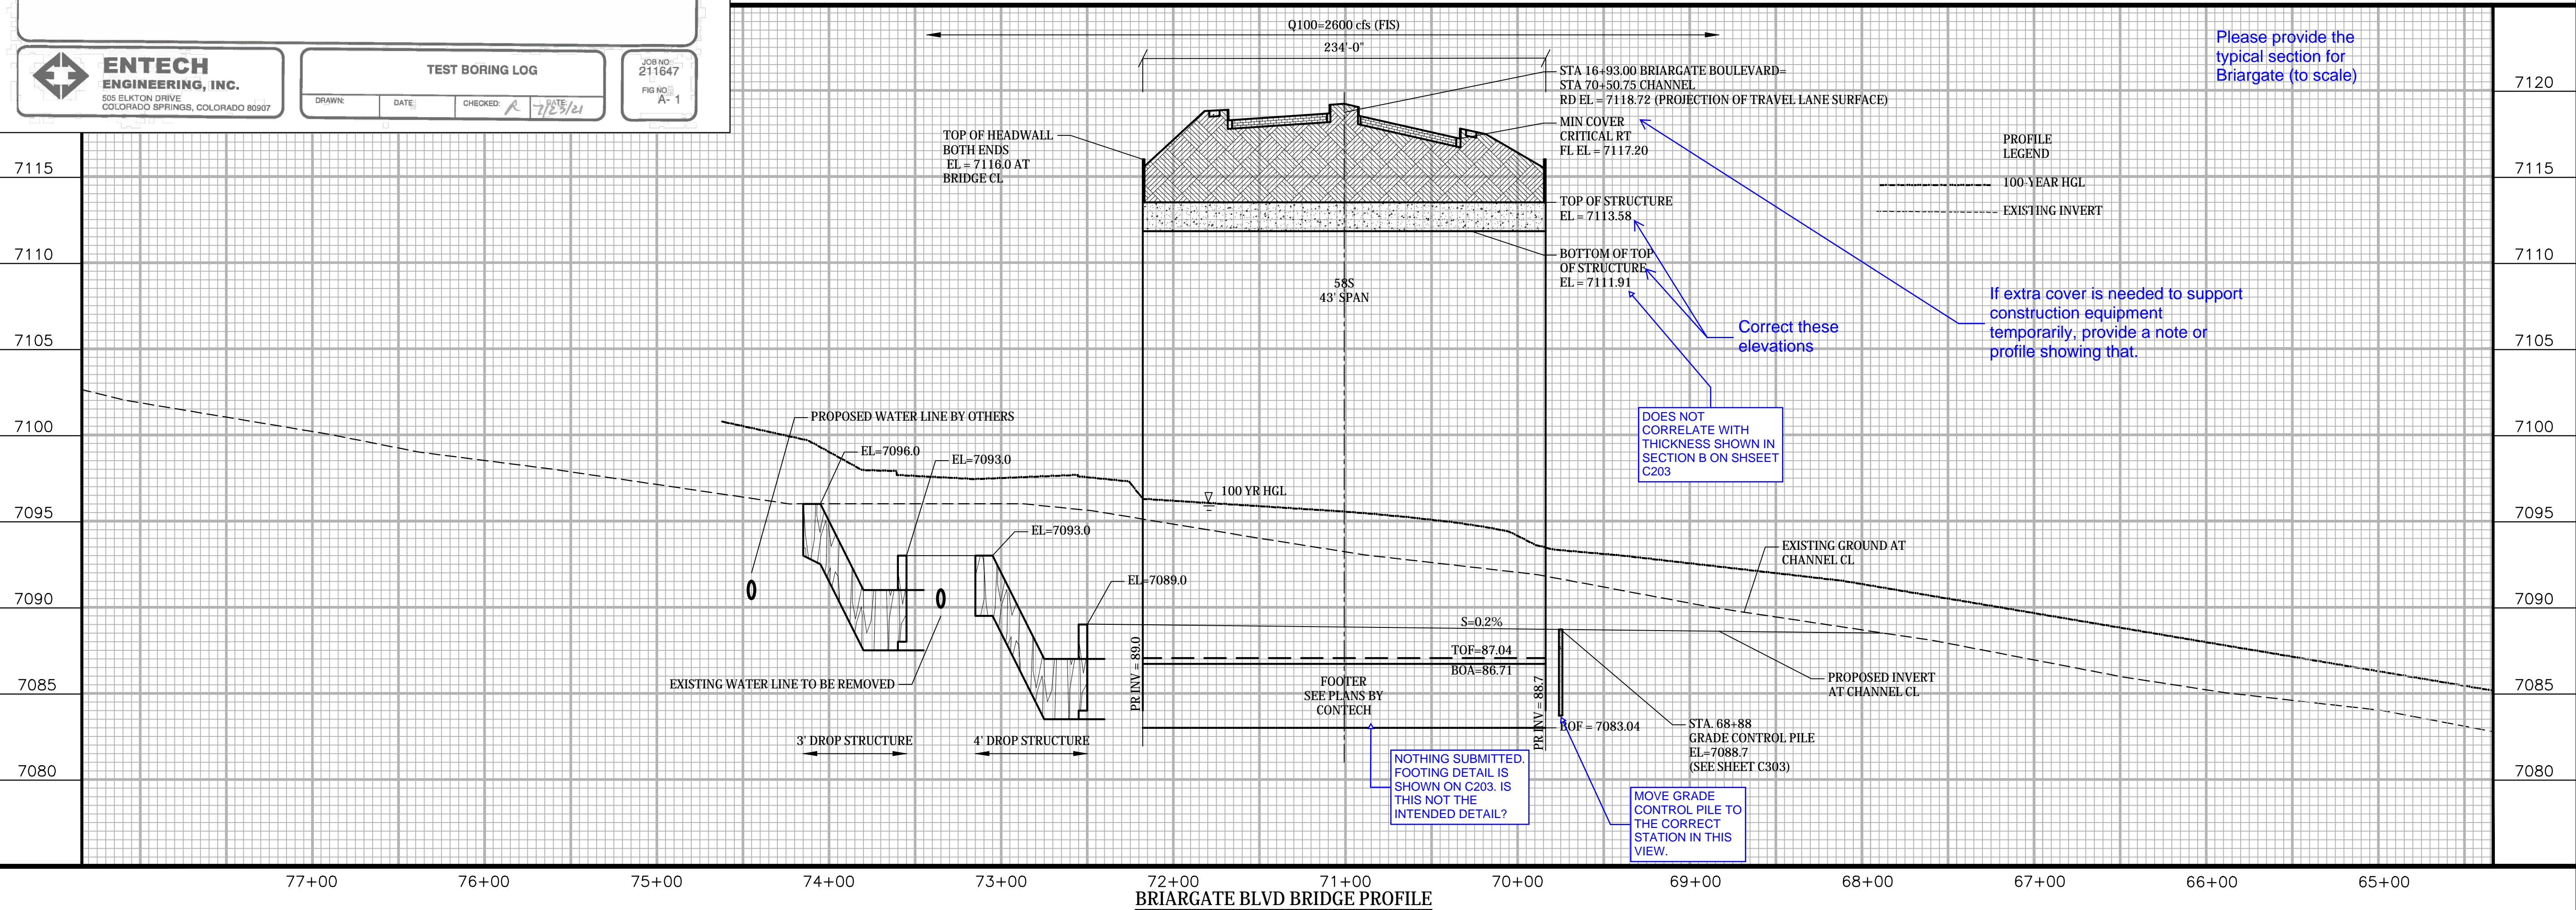 ENTECH
ENGINEERING, INC.
505 ELKTON DRIVE
COLORADO SPRINGS, COLORADO 80907
TEST BORING LOG
DRAWN:
DATE
CHECKED:
DATE:
7/23/21
JOB NO:
211647
FIG NO
A- 1
Q100=2600 cfs (FIS)
234'-0"
STA 16+93.00 BRIARGATE BOULEVARD=
STA 70+50.75 CHANNEL
RD EL = 7118.72 (PROJECTION OF TRAVEL LANE SURFACE)
MIN COVER
CRITICAL RT
FL EL = 7117.20
TOP OF HEADWALL
BOTH ENDS
EL = 7116.0 AT
BRIDGE CL
TOP OF STRUCTURE
EL = 7113.58
BOTTOM OF TOP
OF STRUCTURE
EL = 7111.91
58S
43' SPAN
Please provide the
typical section for
Briargate (to scale)
PROFILE
LEGEND
100-YEAR HGL
EXISTING INVERT
If extra cover is needed to support
construction equipment
temporarily, provide a note or
profile showing that.
Correct these
elevations
DOES NOT
CORRELATE WITH
THICKNESS SHOWN IN
SECTION B ON SHSEET
C203
PROPOSED WATER LINE BY OTHERS
EL=7096.0
EL=7093.0
EL=7093.0
EL=7089.0
100 YR HGL
EXISTING GROUND AT
CHANNEL CL
S=0.2%
TOF=87.04
BOA=86.71
PR INV = 89.0
PR INV = 88.7
FOOTER
SEE PLANS BY
CONTECH
EXISTING WATER LINE TO BE REMOVED
PROPOSED INVERT
AT CHANNEL CL
3' DROP STRUCTURE
4' DROP STRUCTURE
BOF = 7083.04
STA. 68+88
GRADE CONTROL PILE
EL=7088.7
(SEE SHEET C303)
NOTHING SUBMITTED.
FOOTING DETAIL IS
SHOWN ON C203. IS
THIS NOT THE
INTENDED DETAIL?
MOVE GRADE
CONTROL PILE TO
THE CORRECT
STATION IN THIS
VIEW.
7115
7110
7105
7100
7095
7090
7085
7080
7120
7115
7110
7105
7100
7095
7090
7085
7080
77+00
76+00
75+00
74+00
73+00
72+00
71+00
70+00
69+00
68+00
67+00
66+00
65+00
BRIARGATE BLVD BRIDGE PROFILE